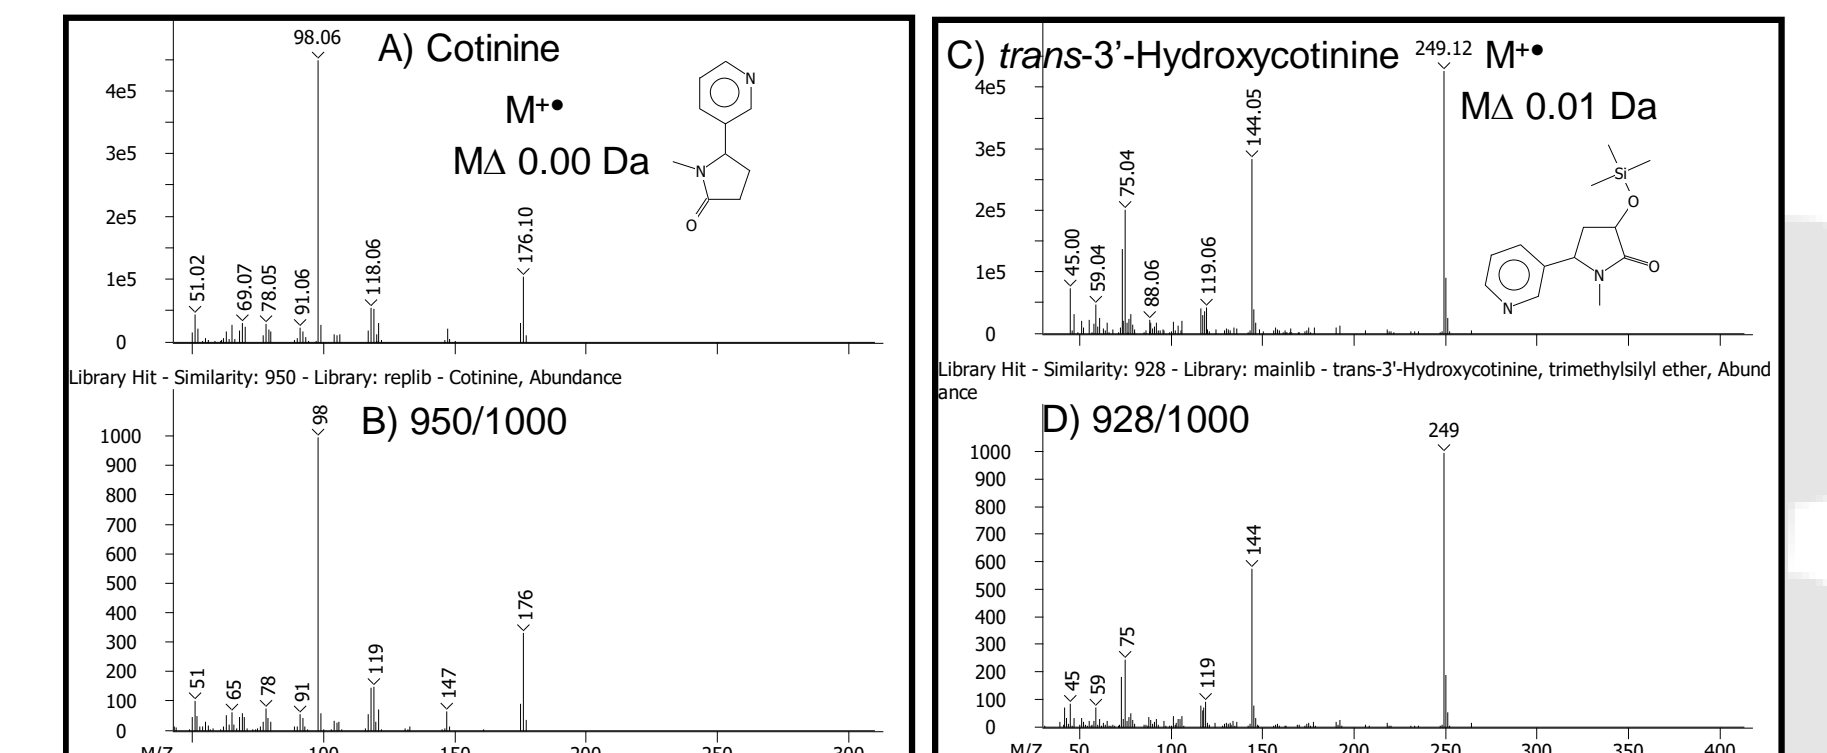 A) Cotinine
98.06
M+•
MΔ 0.00 Da
4e5
3e5
2e5
1e5
0
51.02
69.07
78.05
91.06
118.06
176.10
N
N
O
Library Hit - Similarity: 950 - Library: replib - Cotinine, Abundance
B) 950/1000
1000
900
800
700
600
500
400
300
200
100
0
51
65
78
91
98
119
147
176
M/Z
100
150
200
250
300
C) trans-3’-Hydroxycotinine
249.12
M+•
MΔ 0.01 Da
4e5
3e5
2e5
1e5
0
45.00
59.04
75.04
88.06
119.06
144.05
Si
O
O
N
N
Library Hit - Similarity: 928 - Library: mainlib - trans-3'-Hydroxycotinine, trimethylsilyl ether, Abund
ance
D) 928/1000
1000
900
800
700
600
500
400
300
200
100
0
45
59
75
119
144
249
M/Z
50
100
150
200
250
300
350
400